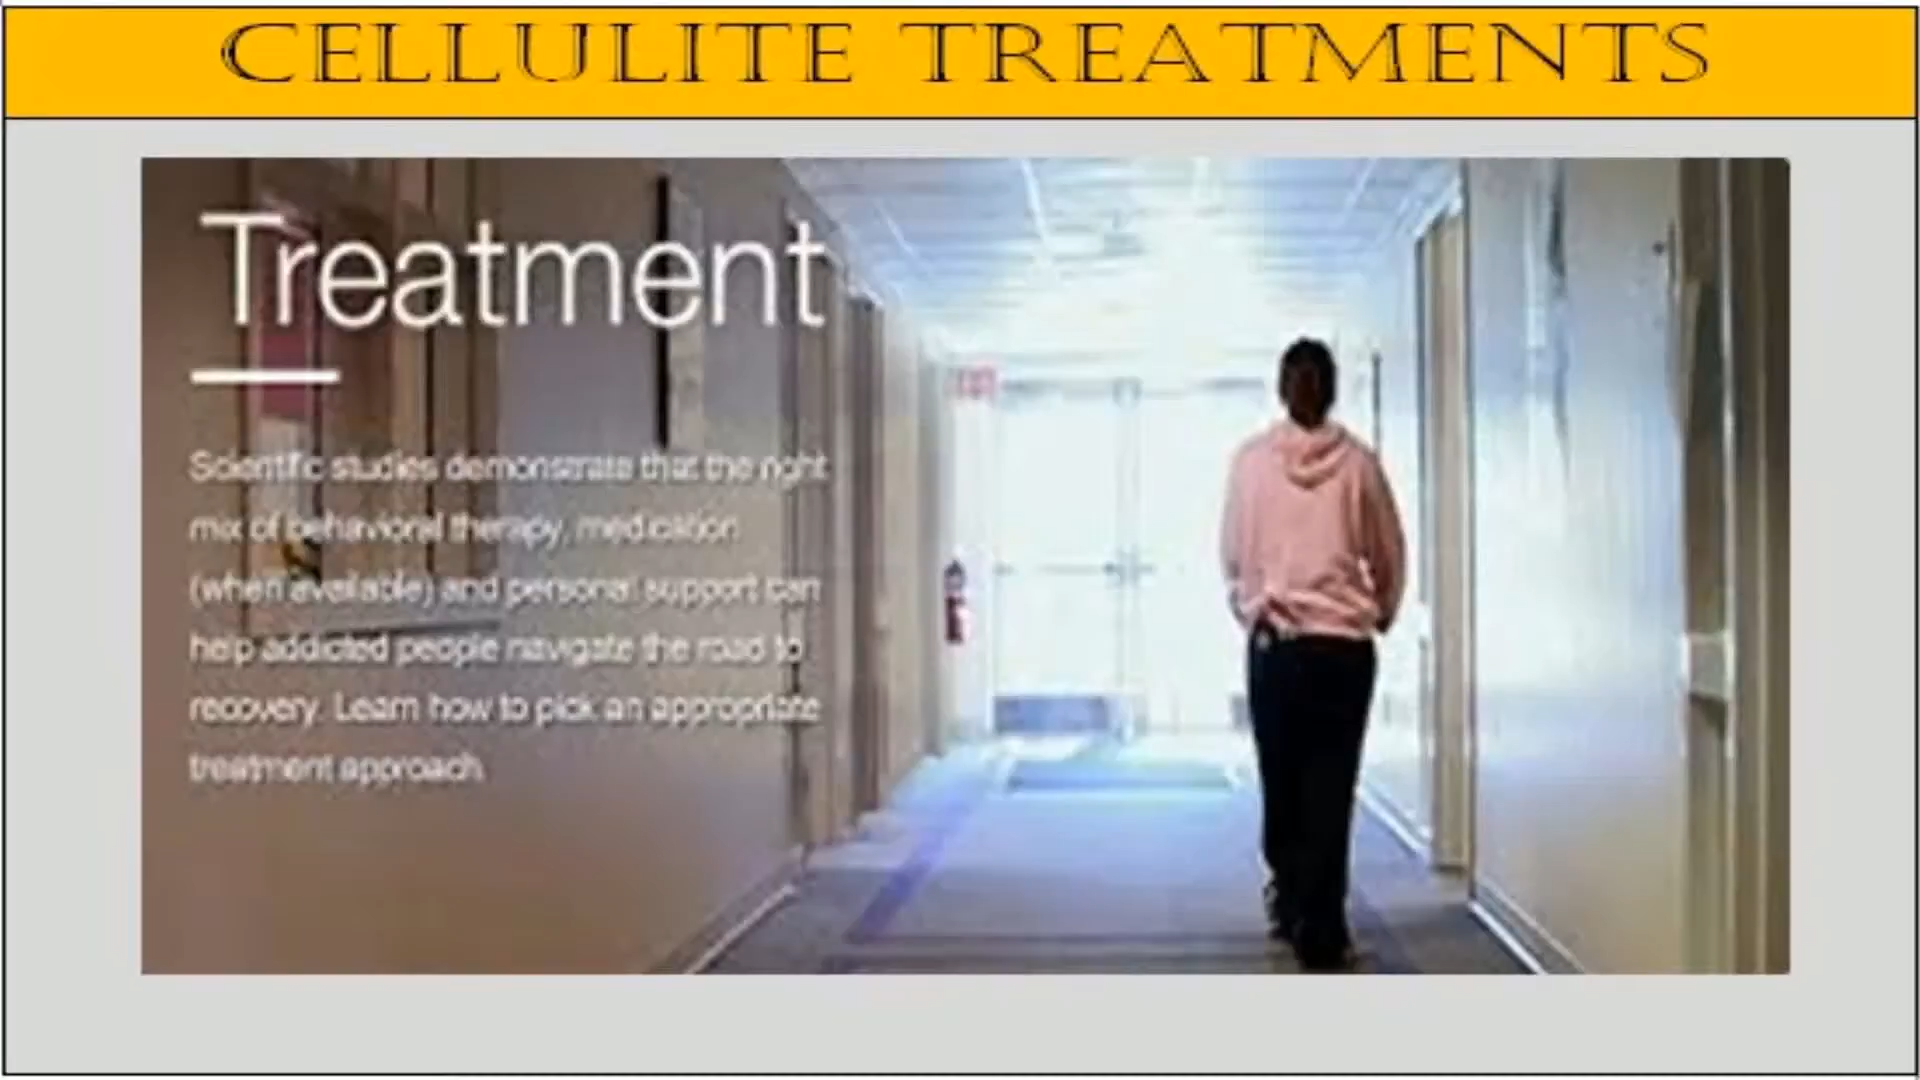 CELLULITE TREATMENTS
Treatment
Scientific studies demonstrate that the right
mix of behavioral therapy, medication
(when available) and personal support can
help addicted people navigate the road to
recovery. Learn how to pick an appropriate
treatment approach.